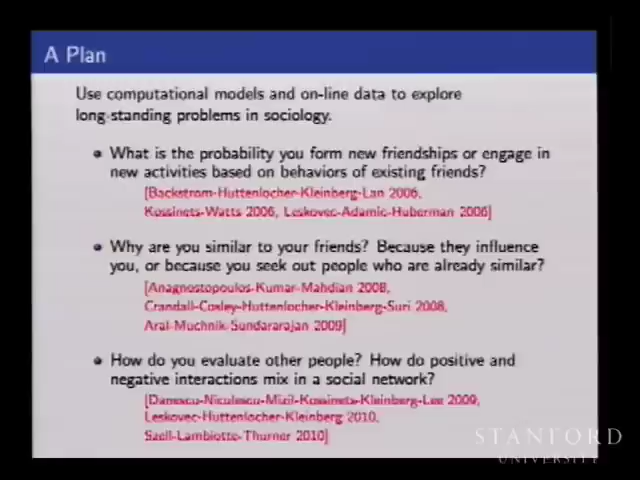 A Plan
Use computational models and on-line data to explore
long-standing problems in sociology.
• What is the probability you form new friendships or engage in
new activities based on behaviors of existing friends?
[Backstrom-Huttenlocher-Kleinberg-Lan 2006,
Kossinets-Watts 2006, Leskovec-Adamic-Huberman 2006]
• Why are you similar to your friends? Because they influence
you, or because you seek out people who are already similar?
[Anagnostopoulos-Kumar-Mahdian 2008,
Crandall-Cosley-Huttenlocher-Kleinberg-Suri 2008,
Aral-Muchnik-Sundararajan 2009]
• How do you evaluate other people? How do positive and
negative interactions mix in a social network?
[Danescu-Niculescu-Mizil-Kossinets-Kleinberg-Lee 2009,
Leskovec-Huttenlocher-Kleinberg 2010,
Szell-Lambiotte-Thurner 2010]
STANFORD
UNIVERSITY